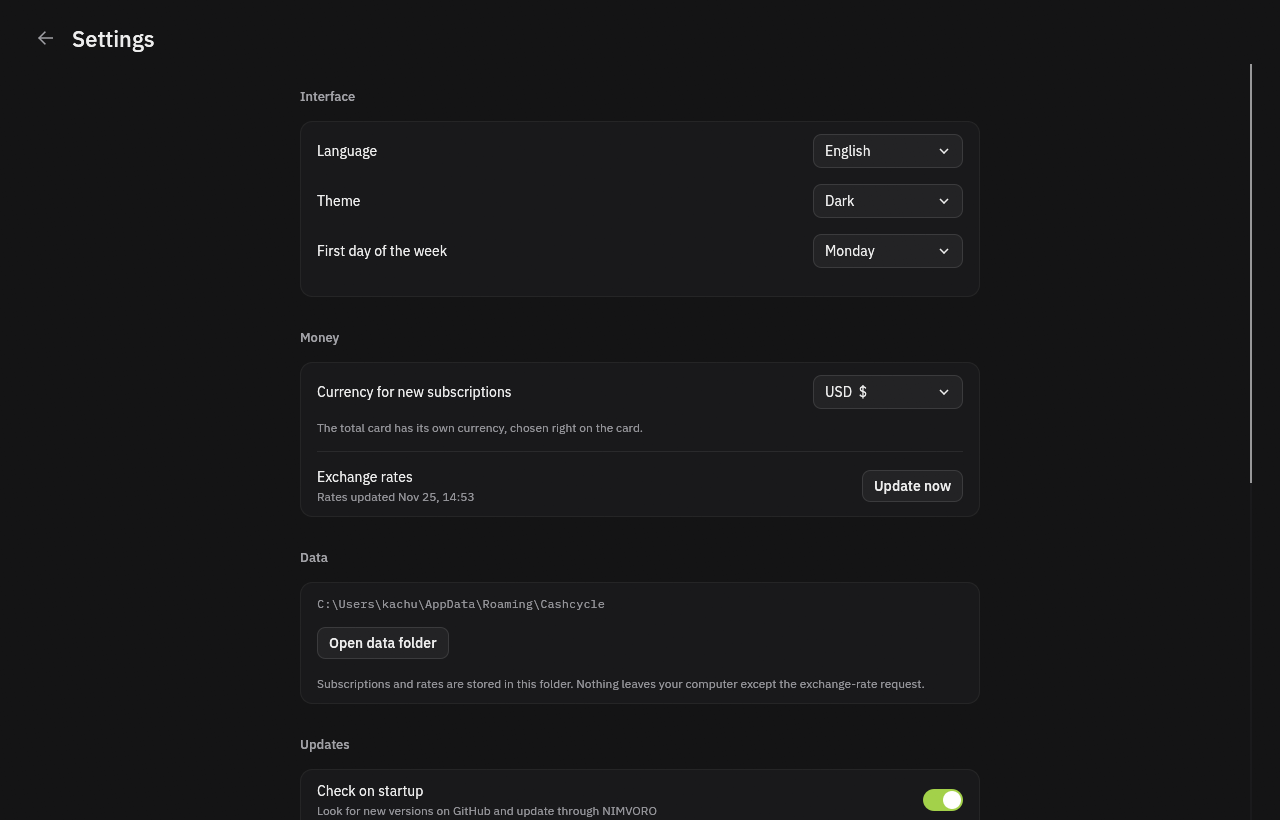 Settings
Interface
Language
English
Theme
Dark
First day of the week
Monday
Money
Currency for new subscriptions
USD $
The total card has its own currency, chosen right on the card.
Exchange rates
Rates updated Nov 25, 14:53
Update now
Data
C:\Users\kachu\AppData\Roaming\Cashcycle
Open data folder
Subscriptions and rates are stored in this folder. Nothing leaves your computer except the exchange-rate request.
Updates
Check on startup
Look for new versions on GitHub and update through NIMVORO